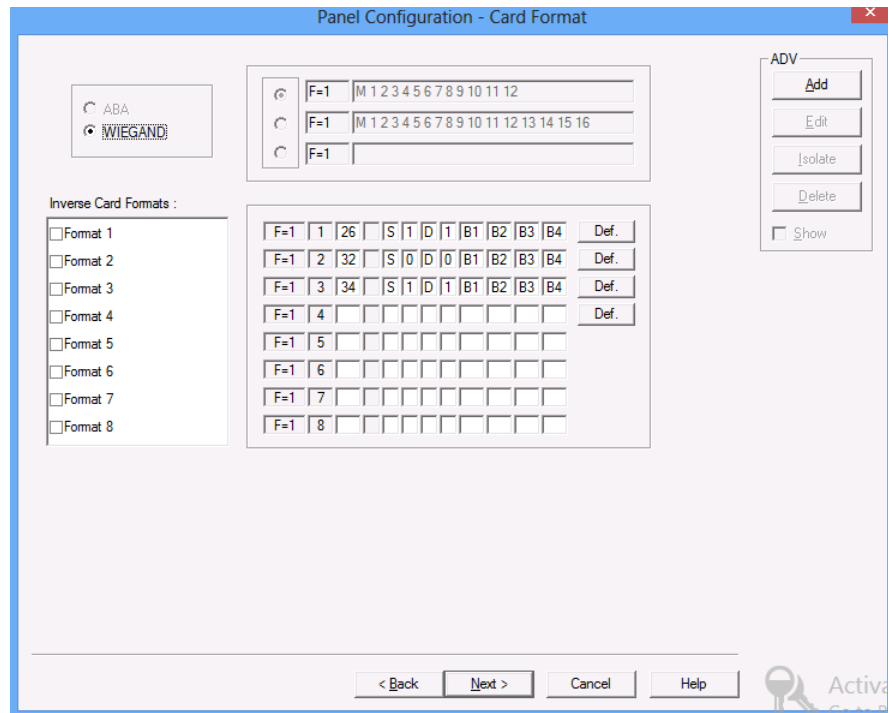 Panel Configuration - Card Format
ADV
Add
Edit
Isolate
Delete
Show
ABA
WIEGAND
F=1 M 1 2 3 4 5 6 7 8 9 10 11 12
F=1 M 1 2 3 4 5 6 7 8 9 10 11 12 13 14 15 16
F=1
Inverse Card Formats :
Format 1
Format 2
Format 3
Format 4
Format 5
Format 6
Format 7
Format 8
F=1 1 26 S 1 D 1 B1 B2 B3 B4 Def.
F=1 2 32 S 0 D 0 B1 B2 B3 B4 Def.
F=1 3 34 S 1 D 1 B1 B2 B3 B4 Def.
F=1 4 Def.
F=1 5
F=1 6
F=1 7
F=1 8
< Back Next > Cancel Help
Activa